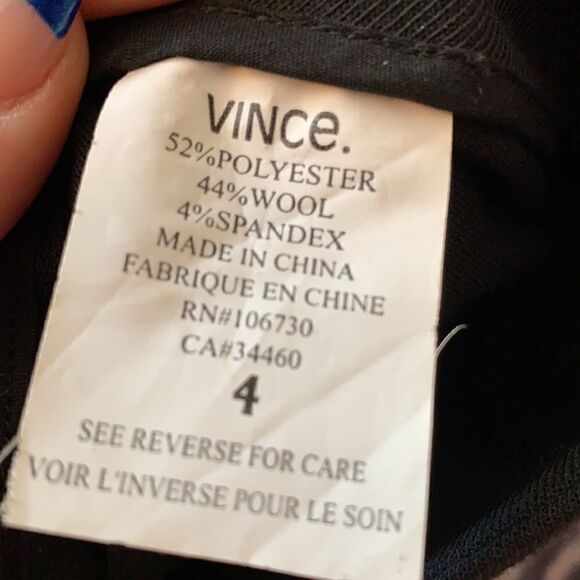 VINCe.
52%POLYESTER
44%WOOL
4%SPANDEX
MADE IN CHINA
FABRIQUE EN CHINE
RN#106730
CA#34460
4
SEE REVERSE FOR CARE
VOIR L'INVERSE POUR LE SOIN